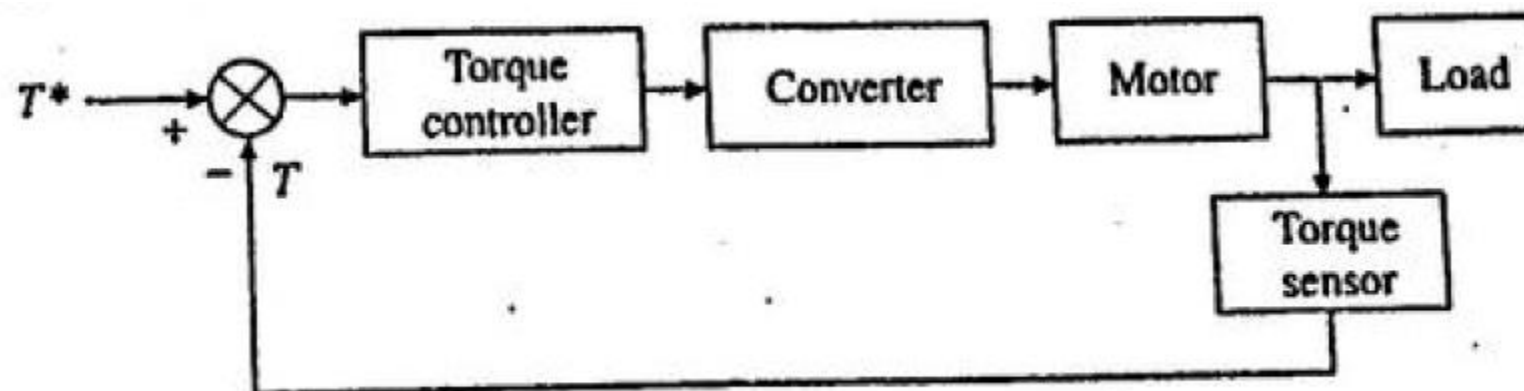 T*
+
−
T
Torque
controller
Converter
Motor
Load
Torque
sensor